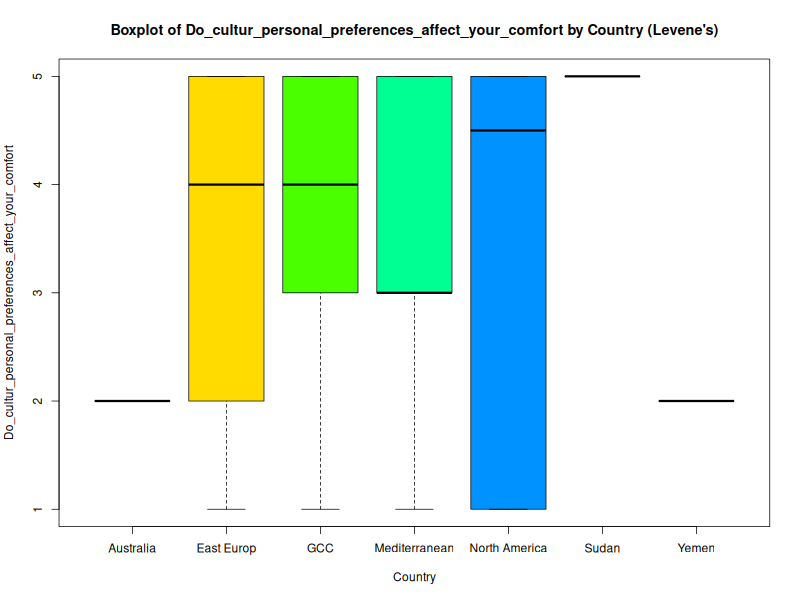 Boxplot of Do_cultur_personal_preferences_affect_your_comfort by Country (Levene's)
Do_cultur_personal_preferences_affect_your_comfort
5
4
3
2
1
Australia East Europ GCC Mediterranean North America Sudan Yemen
Country